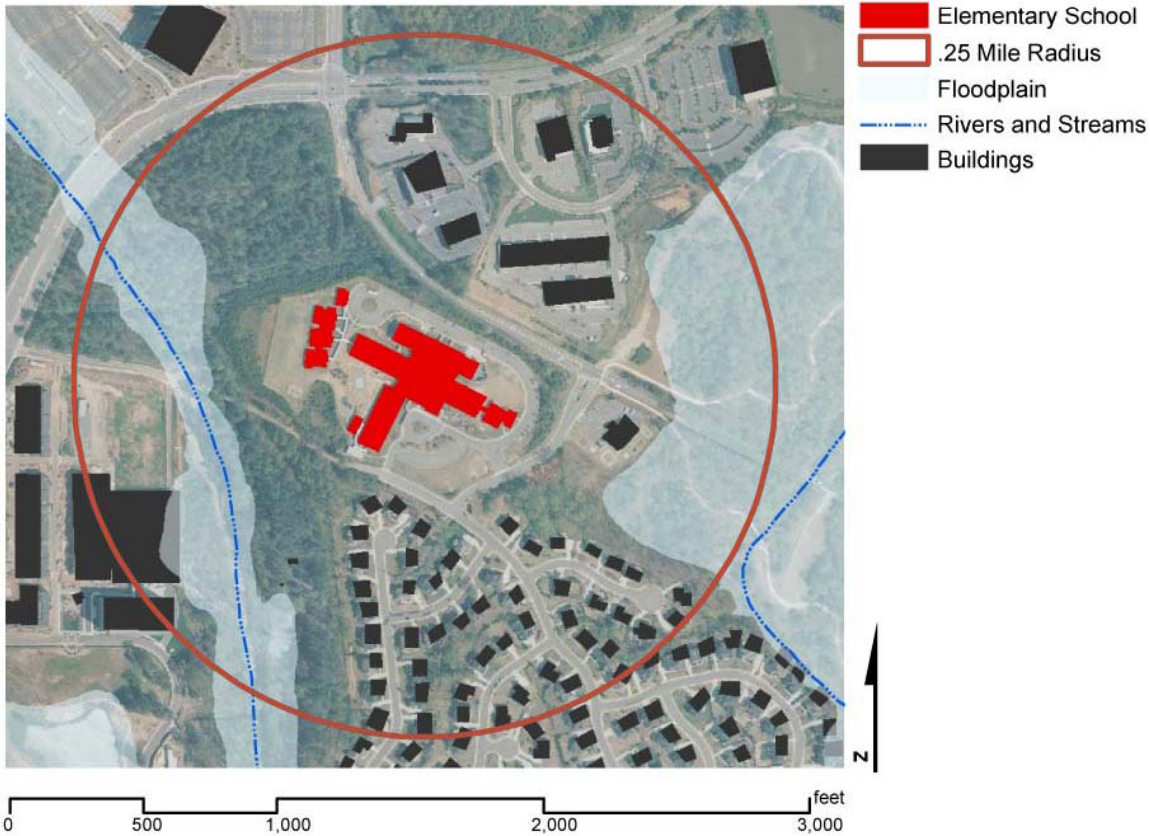 Elementary School
.25 Mile Radius
Floodplain
Rivers and Streams
Buildings
N
feet
0 500 1,000 2,000 3,000